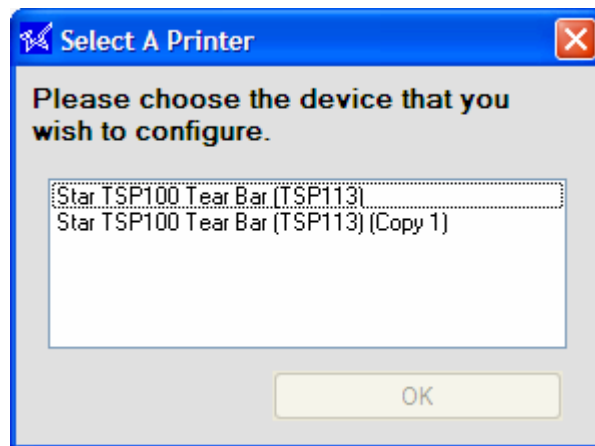 Select A Printer
Please choose the device that you
wish to configure.
Star TSP100 Tear Bar (TSP113)
Star TSP100 Tear Bar (TSP113) (Copy 1)
OK